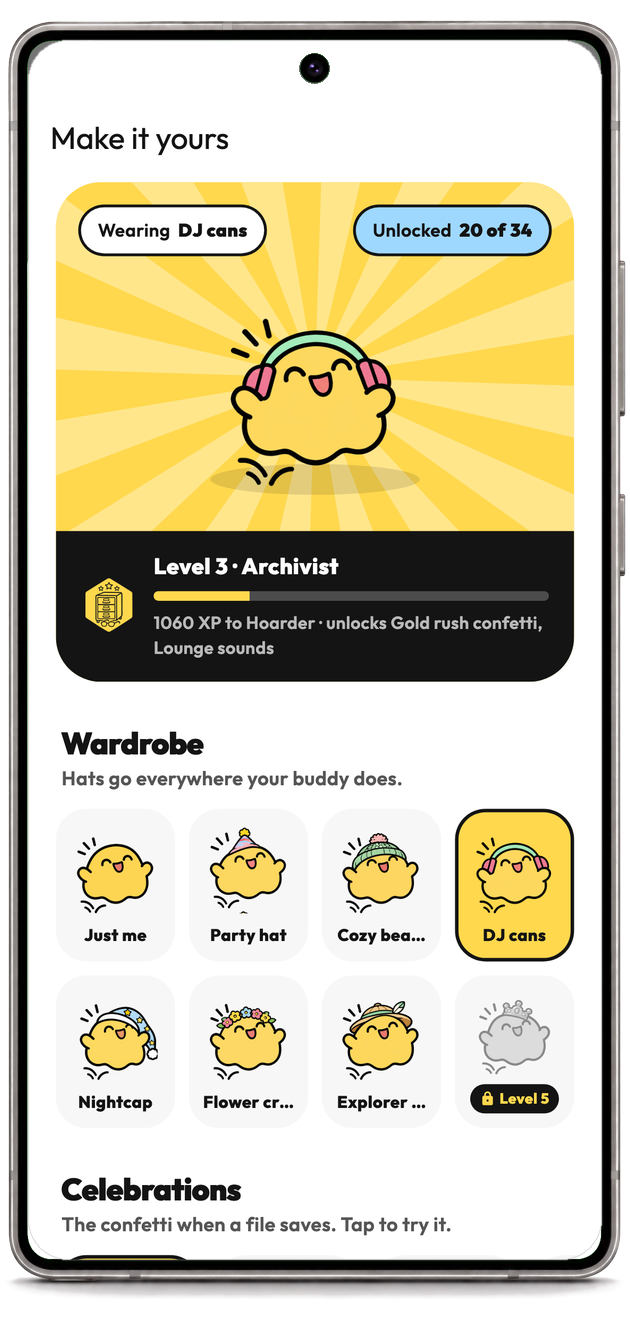 Make it yours
Wearing DJ cans
Unlocked 20 of 34
Level 3 · Archivist
1060 XP to Hoarder · unlocks Gold rush confetti,
Lounge sounds
Wardrobe
Hats go everywhere your buddy does.
Just me
Party hat
Cozy bea...
DJ cans
Nightcap
Flower cr...
Explorer ...
Level 5
Celebrations
The confetti when a file saves. Tap to try it.